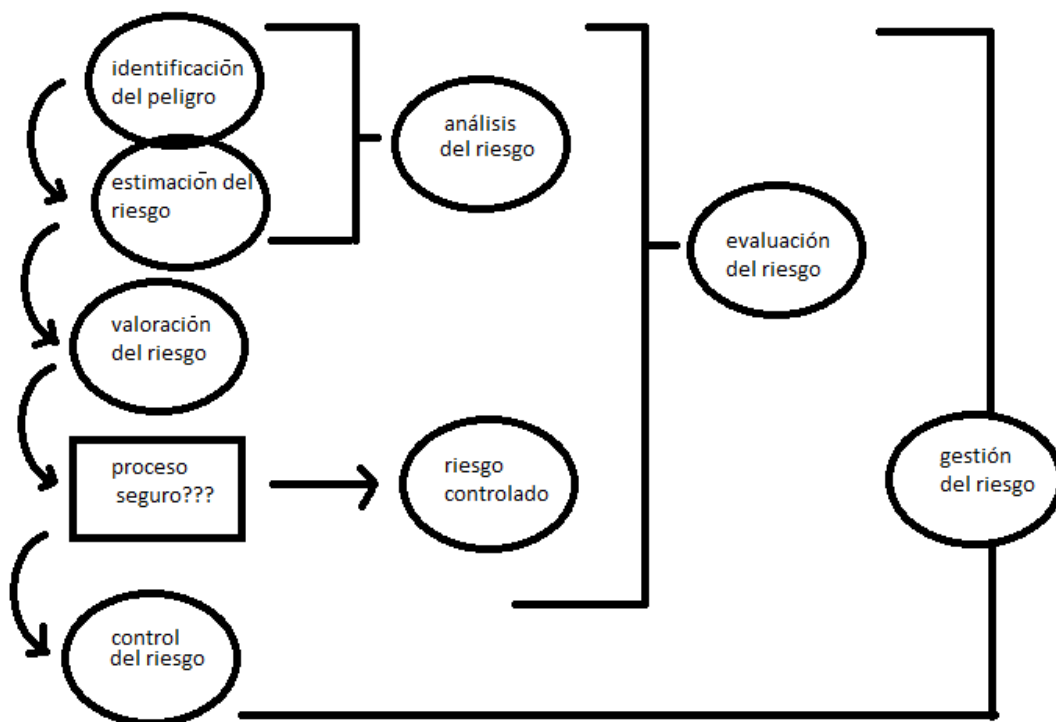 identificación
del peligro
estimación del
riesgo
análisis
del riesgo
valoración
del riesgo
evaluación
del riesgo
proceso
seguro???
riesgo
controlado
gestión
del riesgo
control
del riesgo